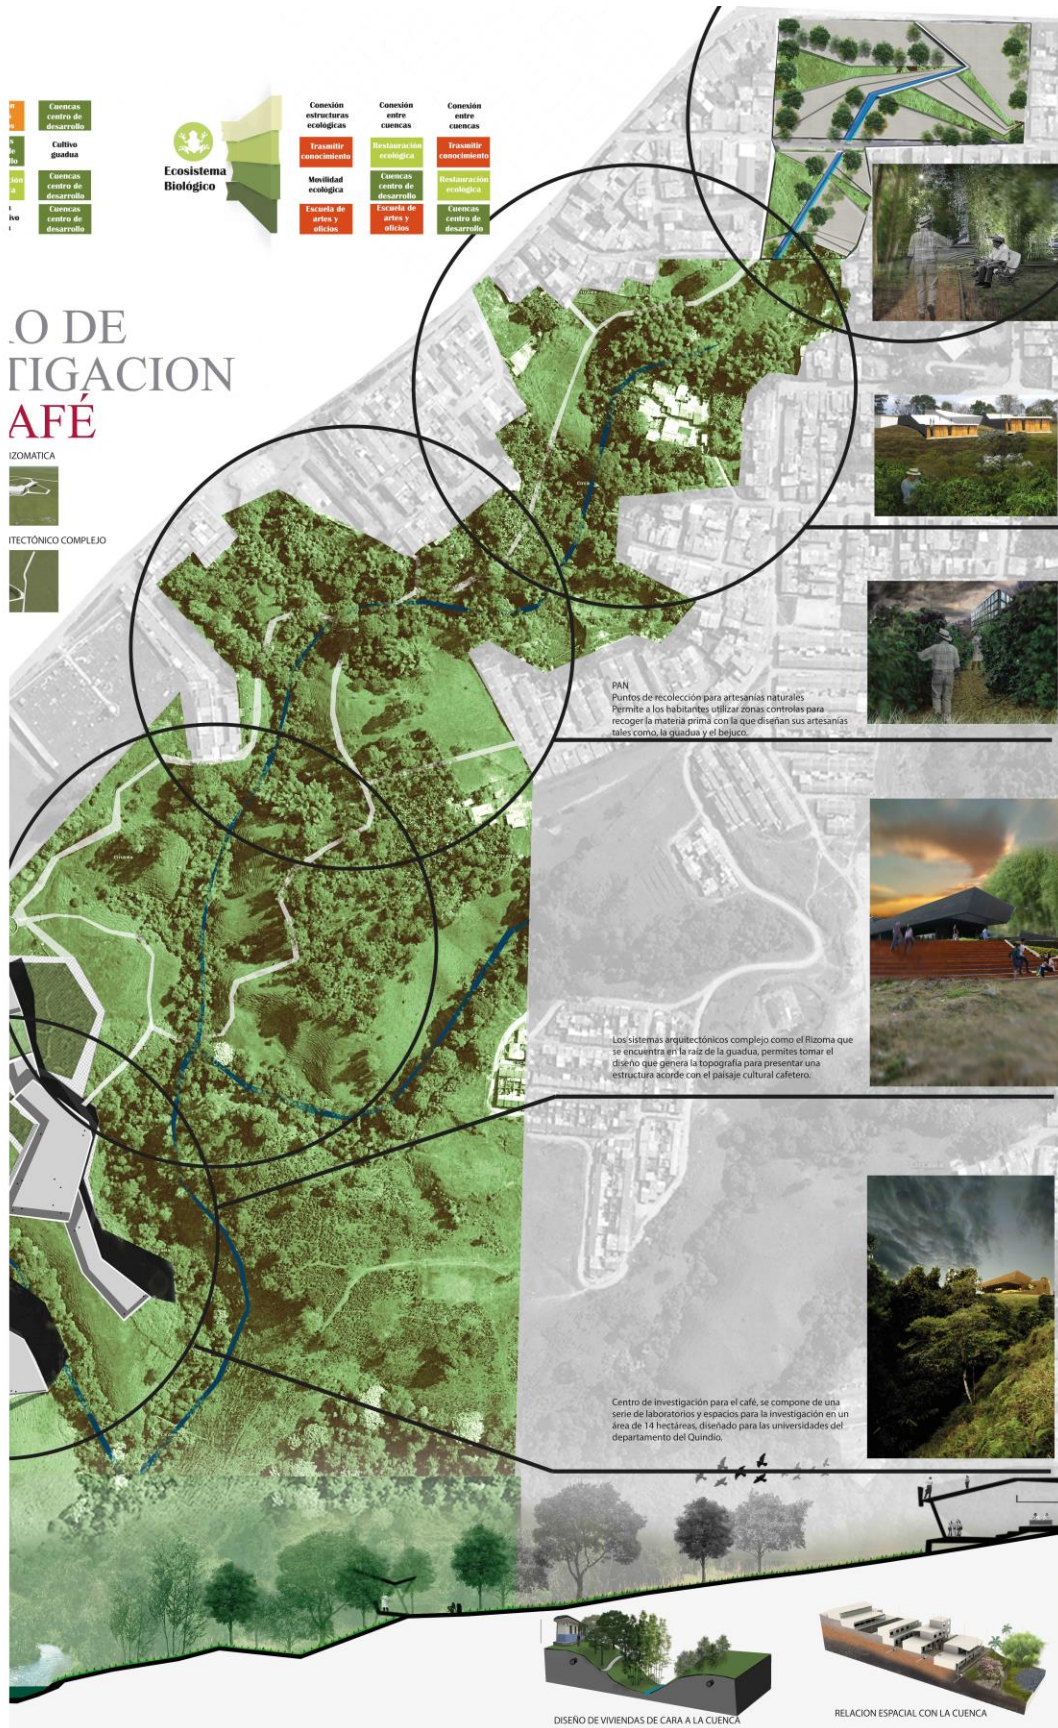 Cuencas
centro de
desarrollo
Cultivo
guadua
Cuencas
centro de
desarrollo
Cuencas
centro de
desarrollo
Ecosistema
Biológico
Conexión
estructuras
ecológicas
Conexión
entre
cuencas
Conexión
entre
cuencas
Trasmitir
conocimiento
Restauración
ecológica
Trasmitir
conocimiento
Movilidad
ecológica
Cuencas
centro de
desarrollo
Restauración
ecológica
Escuela de
artes y
oficios
Escuela de
artes y
oficios
Cuencas
centro de
desarrollo
O DE
TIGACION
AFÉ
IZOMATICA
ITECTÓNICO COMPLEJO
PAN
Puntos de recolección para artesanías naturales
Permite a los habitantes utilizar zonas controlas para
recoger la materia prima con la que diseñan sus artesanías
tales como, la guadua y el bejuco.
Los sistemas arquitectónicos complejo como el Rizoma que
se encuentra en la raíz de la guadua, permites tomar el
diseño que genera la topografía para presentar una
estructura acorde con el paisaje cultural cafetero.
Centro de investigación para el café, se compone de una
serie de laboratorios y espacios para la investigación en un
área de 14 hectáreas, diseñado para las universidades del
departamento del Quindío.
DISEÑO DE VIVIENDAS DE CARA A LA CUENCA
RELACION ESPACIAL CON LA CUENCA